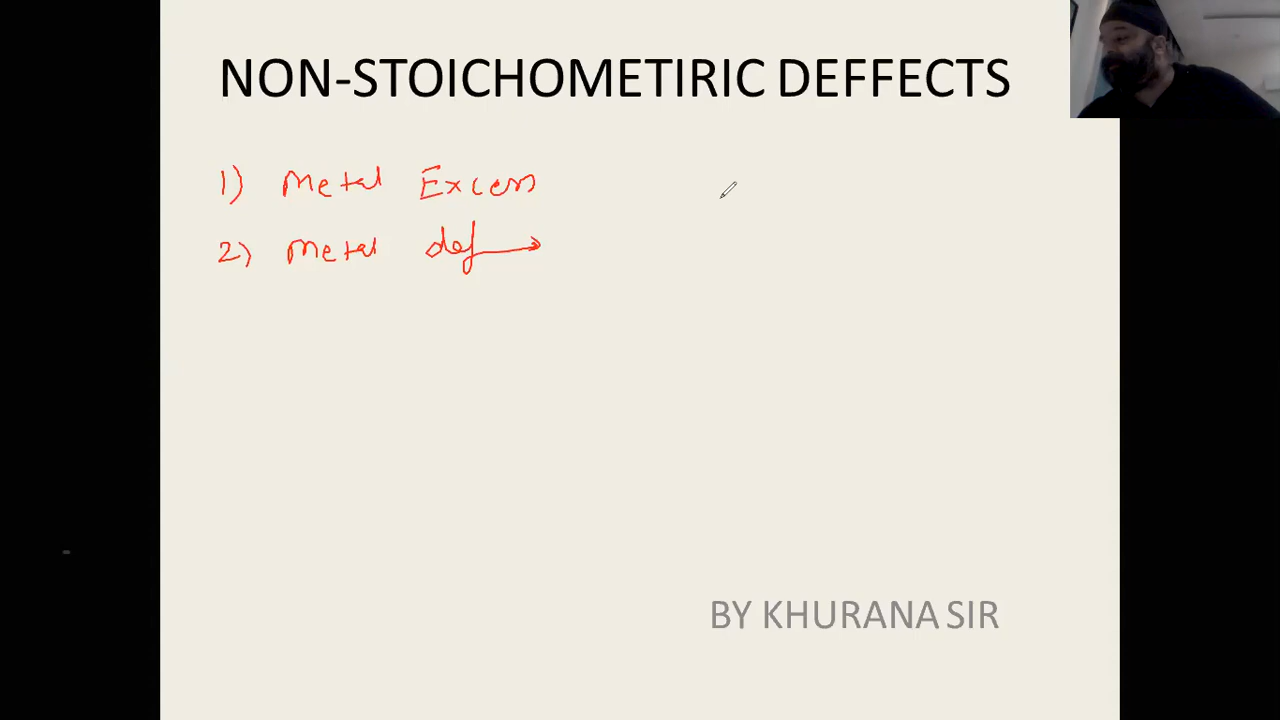 NON-STOICHOMETIRIC DEFFECTS
1) Metal Excess
2) Metal def
BY KHURANA SIR